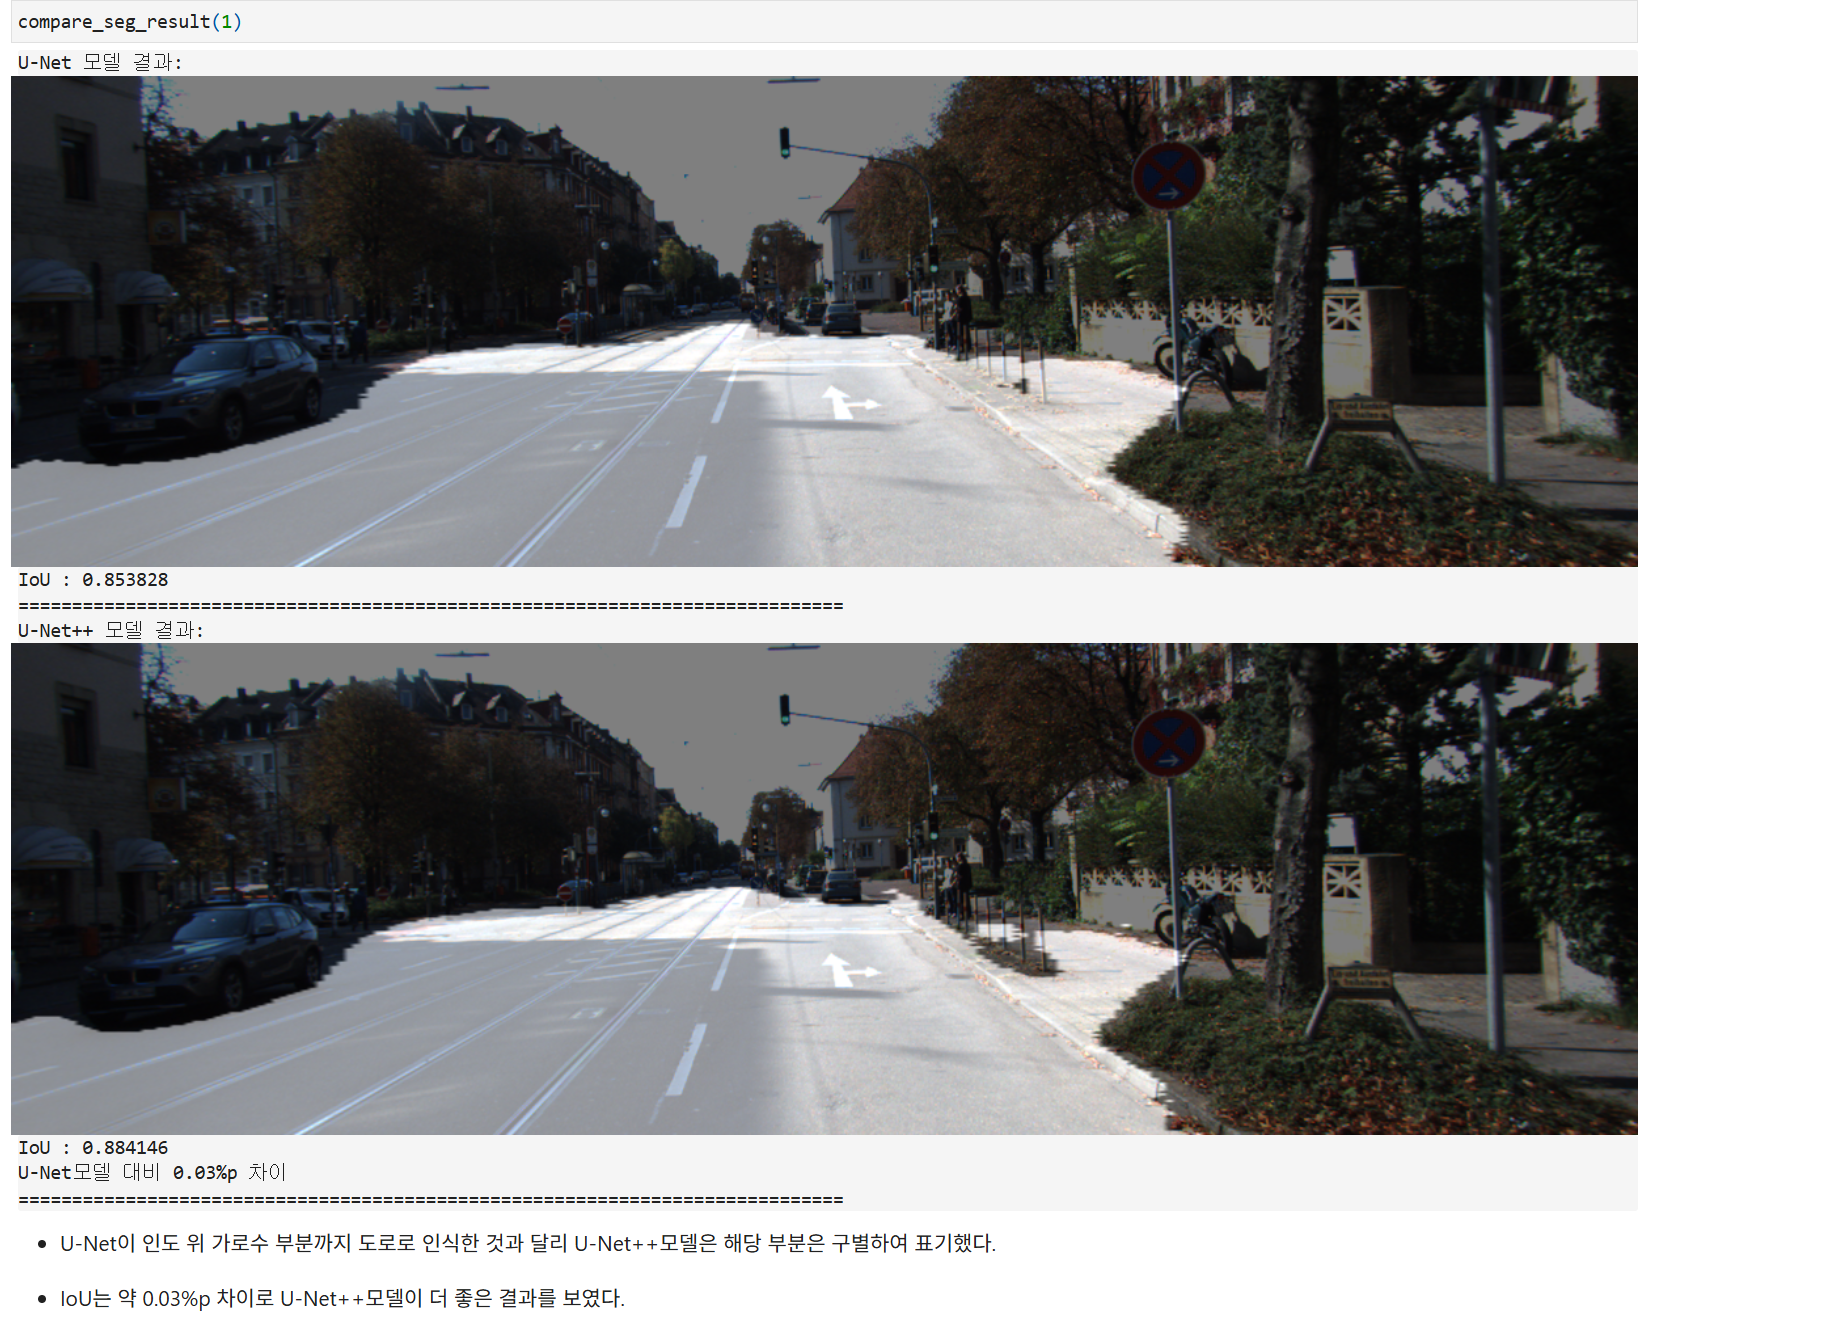 compare_seg_result(1)
U-Net 모델 결과:
IoU : 0.853828
=============================================================================
U-Net++ 모델 결과:
IoU : 0.884146
U-Net모델 대비 0.03%p 차이
=============================================================================
• U-Net이 인도 위 가로수 부분까지 도로로 인식한 것과 달리 U-Net++모델은 해당 부분은 구별하여 표기했다.
• IoU는 약 0.03%p 차이로 U-Net++모델이 더 좋은 결과를 보였다.